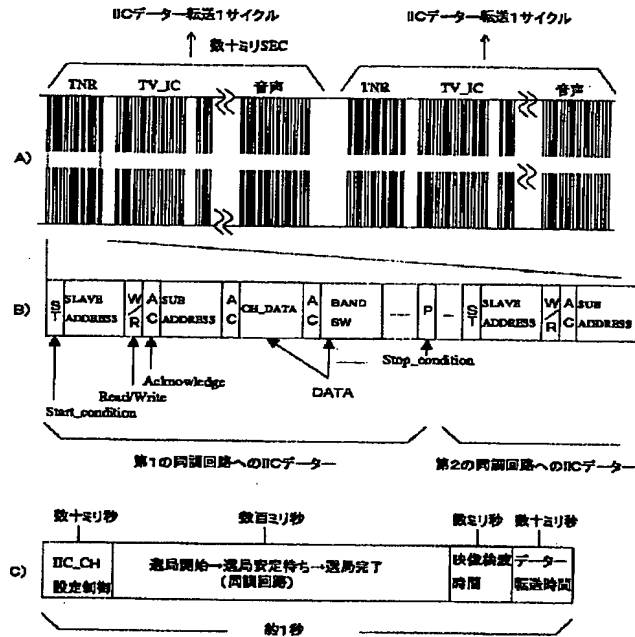 IICデーター転送1サイクル
IICデーター転送1サイクル
数十ミリSEC
TNR TV_IC 音声 TNR TV_IC 音声
A)
B)
ST SLAVE ADDRESS W/R AC SUB ADDRESS AC CH_DATA AC BAND SW --- P - ST SLAVE ADDRESS W/R AC SUB ADDRESS
Stop_condition
DATA
Acknowledge
Read/Write
Start_condition
第1の同調回路へのIICデーター
第2の同調回路へのIICデーター
数十ミリ秒 数百ミリ秒 数ミリ秒 数十ミリ秒
C)
IIC_CH 選局開始→選局安定待ち→選局完了 映像検波 データー
設定制御 (同調回路) 時間 転送時間
約1秒